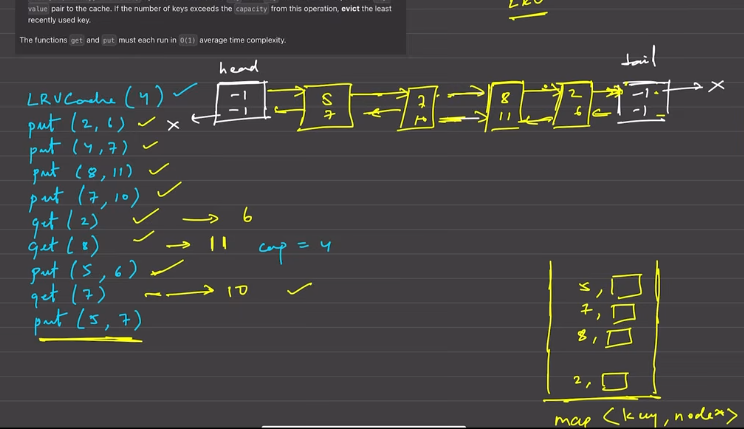 value pair to the cache. If the number of keys exceeds the capacity from this operation, evict the least
recently used key.
The functions get and put must each run in O(1) average time complexity.
LRU
head
tail
LRUCache (4)
put (2, 6)
put (4, 7)
put (8, 11)
put (7, 10)
get (2) → 6
get (8) → 11 cap = 4
put (5, 6)
get (7) → 10
put (5, 7)
x
-1
-1
5
7
7
10
8
11
2
6
-1
-1
x
5,
7,
8,
2,
map <key, node*>